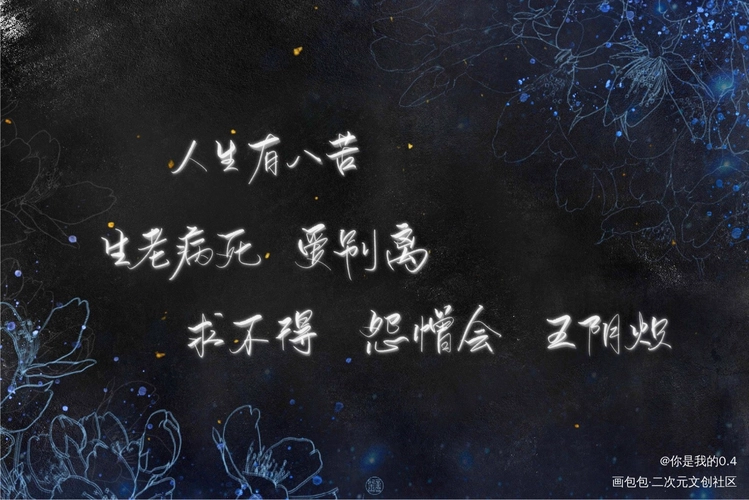 人生有八苦
生老病死 爱别离
求不得 怨憎会 五阴炽
@你是我的0.4
画包包·二次元文创社区